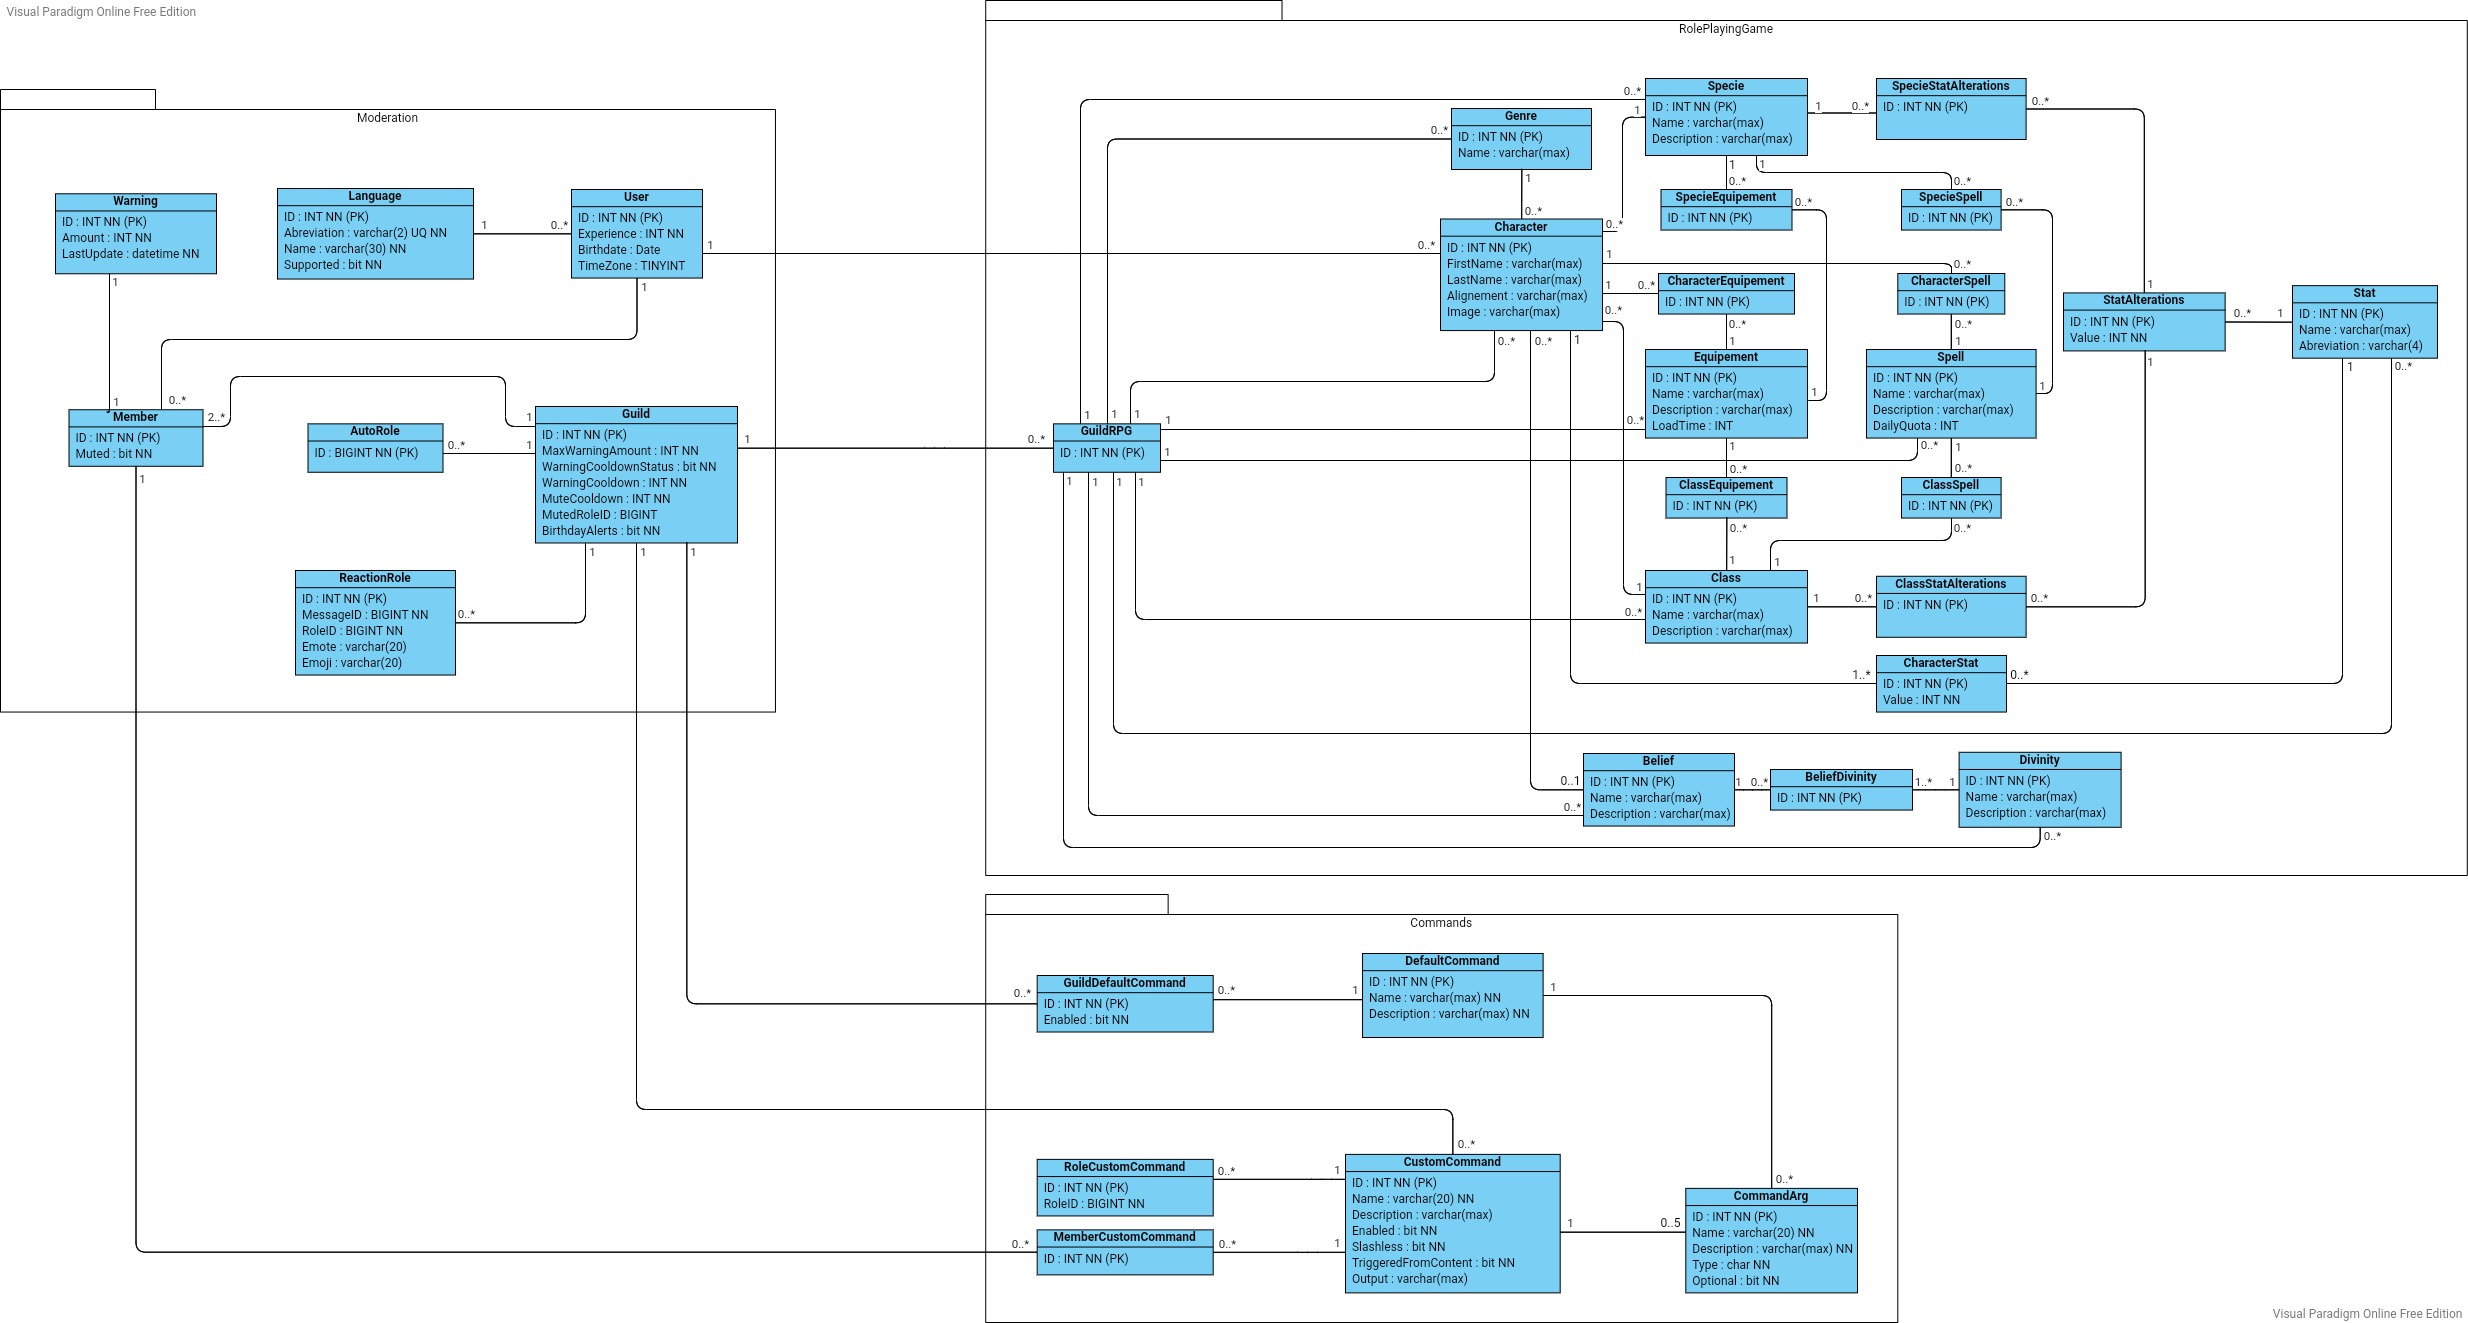 Visual Paradigm Online Free Edition
Moderation
Warning
ID : INT NN (PK)
Amount : INT NN
LastUpdate : datetime NN
1
1
Language
ID : INT NN (PK)
Abreviation : varchar(2) UQ NN
Name : varchar(30) NN
Supported : bit NN
1
0..*
User
ID : INT NN (PK)
Experience : INT NN
Birthdate : Date
TimeZone : TINYINT
1
0..*
1
0..*
Member
ID : INT NN (PK)
Muted : bit NN
2..*
1
1
0..*
AutoRole
ID : BIGINT NN (PK)
0..*
1
Guild
ID : INT NN (PK)
MaxWarningAmount : INT NN
WarningCooldownStatus : bit NN
WarningCooldown : INT NN
MuteCooldown : INT NN
MutedRoleID : BIGINT
BirthdayAlerts : bit NN
1
0..*
1
1
1
ReactionRole
ID : INT NN (PK)
MessageID : BIGINT NN
RoleID : BIGINT NN
Emote : varchar(20)
Emoji : varchar(20)
0..*
RolePlayingGame
Specie
ID : INT NN (PK)
Name : varchar(max)
Description : varchar(max)
0..*
1
1
0..*
1
1
0..*
0..*
SpecieStatAlterations
ID : INT NN (PK)
0..*
1
Genre
ID : INT NN (PK)
Name : varchar(max)
0..*
1
0..*
SpecieEquipement
ID : INT NN (PK)
0..*
SpecieSpell
ID : INT NN (PK)
0..*
Character
ID : INT NN (PK)
FirstName : varchar(max)
LastName : varchar(max)
Alignement : varchar(max)
Image : varchar(max)
0..*
1
0..*
1
0..*
0..*
0..*
0..*
1
CharacterEquipement
ID : INT NN (PK)
0..*
1
CharacterSpell
ID : INT NN (PK)
0..*
1
StatAlterations
ID : INT NN (PK)
Value : INT NN
0..*
1
1
Stat
ID : INT NN (PK)
Name : varchar(max)
Abreviation : varchar(4)
1
0..*
Equipement
ID : INT NN (PK)
Name : varchar(max)
Description : varchar(max)
LoadTime : INT
1
0..*
1
0..*
Spell
ID : INT NN (PK)
Name : varchar(max)
Description : varchar(max)
DailyQuota : INT
1
0..*
1
0..*
GuildRPG
ID : INT NN (PK)
1
1
1
1
1
1
1
1
1
ClassEquipement
ID : INT NN (PK)
0..*
1
ClassSpell
ID : INT NN (PK)
0..*
1
Class
ID : INT NN (PK)
Name : varchar(max)
Description : varchar(max)
1
0..*
1
0..*
ClassStatAlterations
ID : INT NN (PK)
0..*
CharacterStat
ID : INT NN (PK)
Value : INT NN
1..*
0..*
Belief
ID : INT NN (PK)
Name : varchar(max)
Description : varchar(max)
0..1
0..*
1
0..*
BeliefDivinity
ID : INT NN (PK)
1..*
1
Divinity
ID : INT NN (PK)
Name : varchar(max)
Description : varchar(max)
0..*
Commands
GuildDefaultCommand
ID : INT NN (PK)
Enabled : bit NN
0..*
0..*
1
DefaultCommand
ID : INT NN (PK)
Name : varchar(max) NN
Description : varchar(max) NN
1
0..*
0..*
RoleCustomCommand
ID : INT NN (PK)
RoleID : BIGINT NN
0..*
1
MemberCustomCommand
ID : INT NN (PK)
0..*
0..*
1
CustomCommand
ID : INT NN (PK)
Name : varchar(20) NN
Description : varchar(max)
Enabled : bit NN
Slashless : bit NN
TriggeredFromContent : bit NN
Output : varchar(max)
1
0..5
CommandArg
ID : INT NN (PK)
Name : varchar(20) NN
Description : varchar(max) NN
Type : char NN
Optional : bit NN
Visual Paradigm Online Free Edition